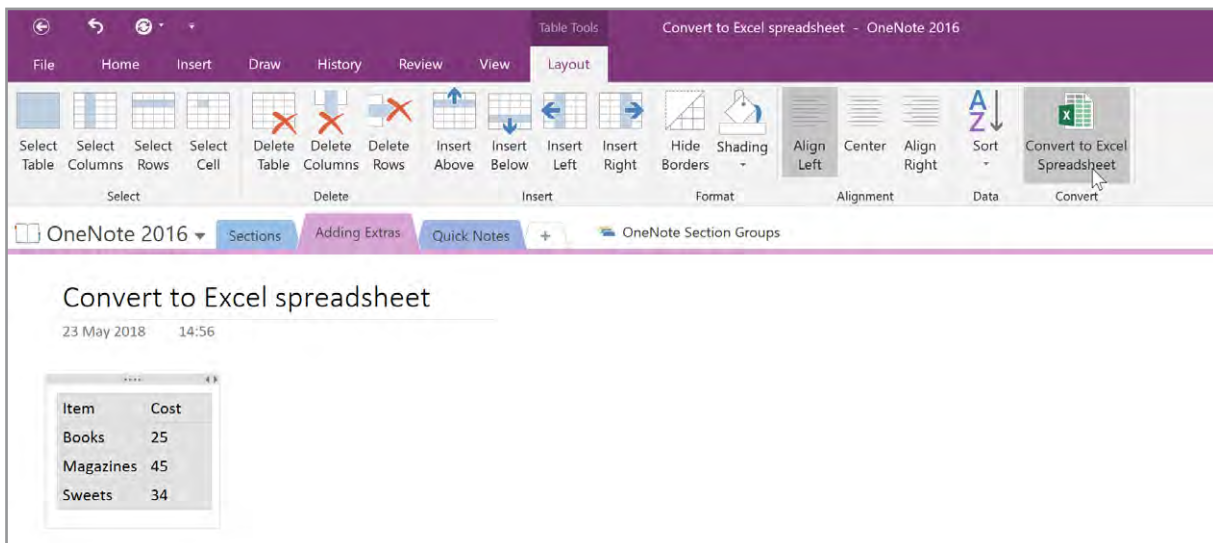 Table Tools
Convert to Excel spreadsheet - OneNote 2016
File Home Insert Draw History Review View Layout
Select Table
Select Columns
Select Rows
Select Cell
Delete Table
Delete Columns
Delete Rows
Insert Above
Insert Below
Insert Left
Insert Right
Hide Borders
Shading
Align Left
Center
Align Right
A
Z
Sort
X
Convert to Excel Spreadsheet
Select Delete Insert Format Alignment Data Convert
OneNote 2016 Sections Adding Extras Quick Notes + OneNote Section Groups
Convert to Excel spreadsheet
23 May 2018 14:56
Item Cost
Books 25
Magazines 45
Sweets 34